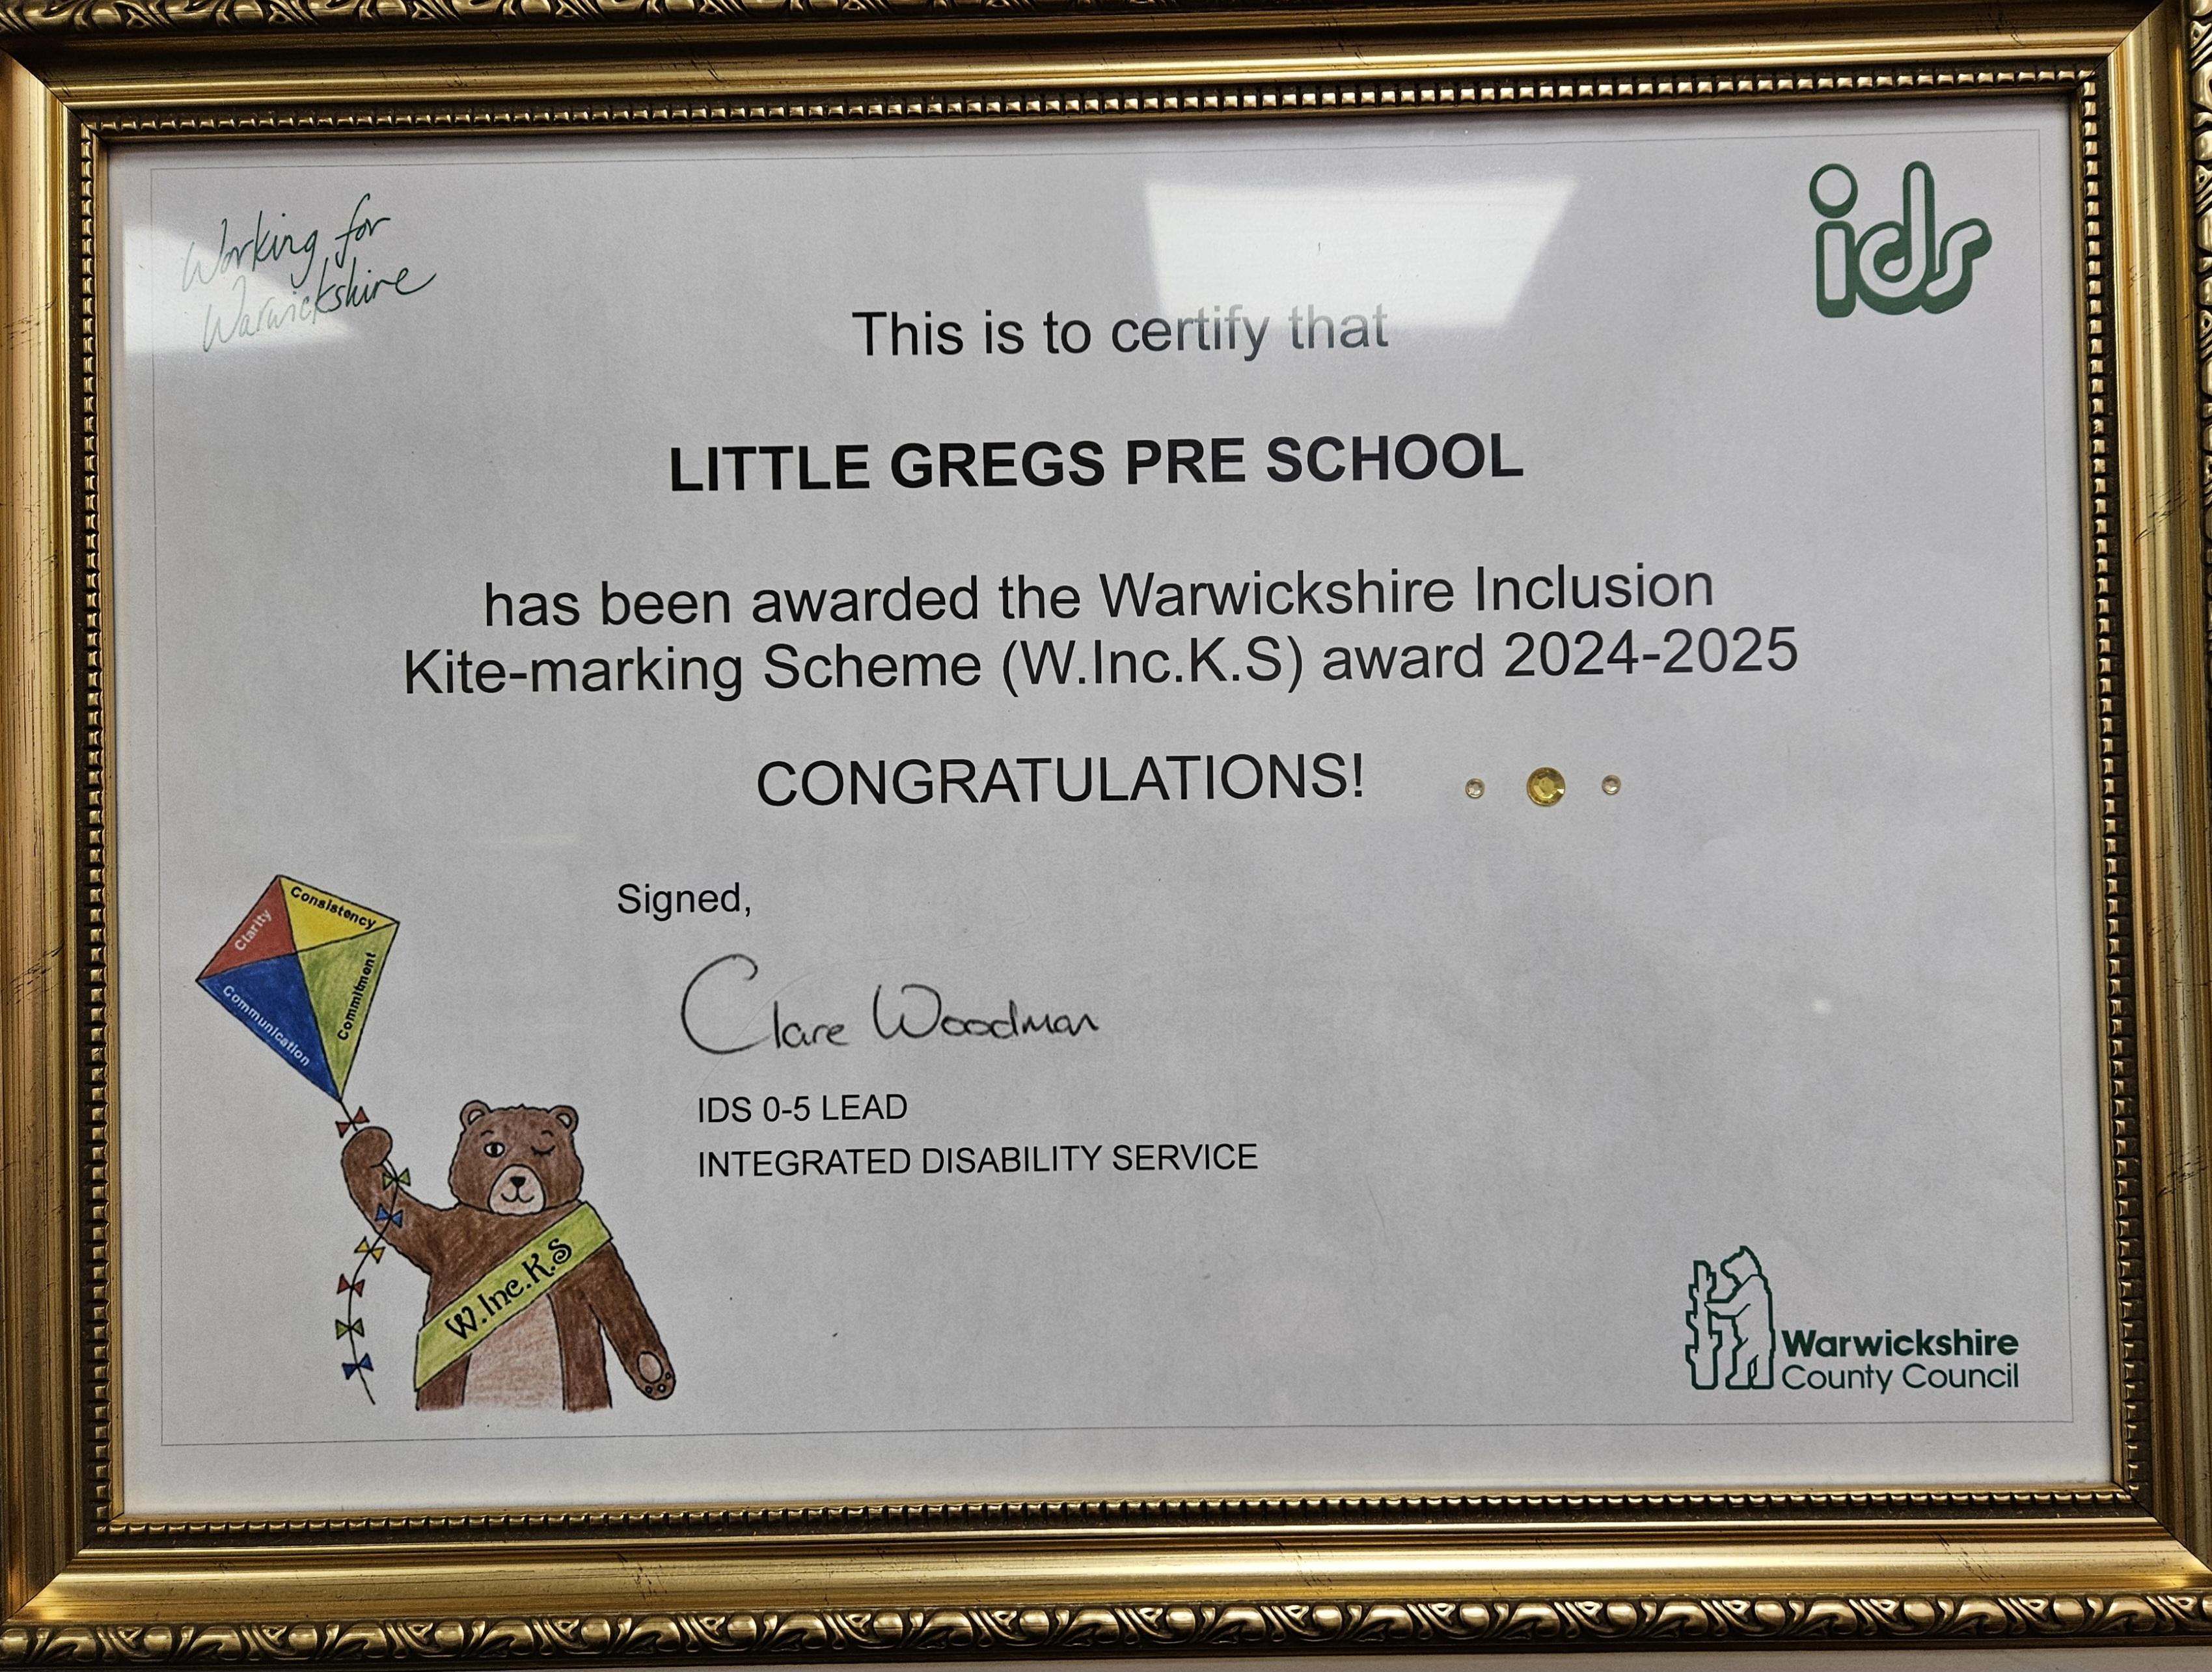 Working for
Warwickshire
ids
This is to certify that
LITTLE GREGS PRE SCHOOL
has been awarded the Warwickshire Inclusion
Kite-marking Scheme (W.Inc.K.S) award 2024-2025
CONGRATULATIONS!
Clarity
Consistency
Communication
Commitment
Signed,
Clare Woodman
IDS 0-5 LEAD
INTEGRATED DISABILITY SERVICE
W.Inc.K.S
Warwickshire
County Council